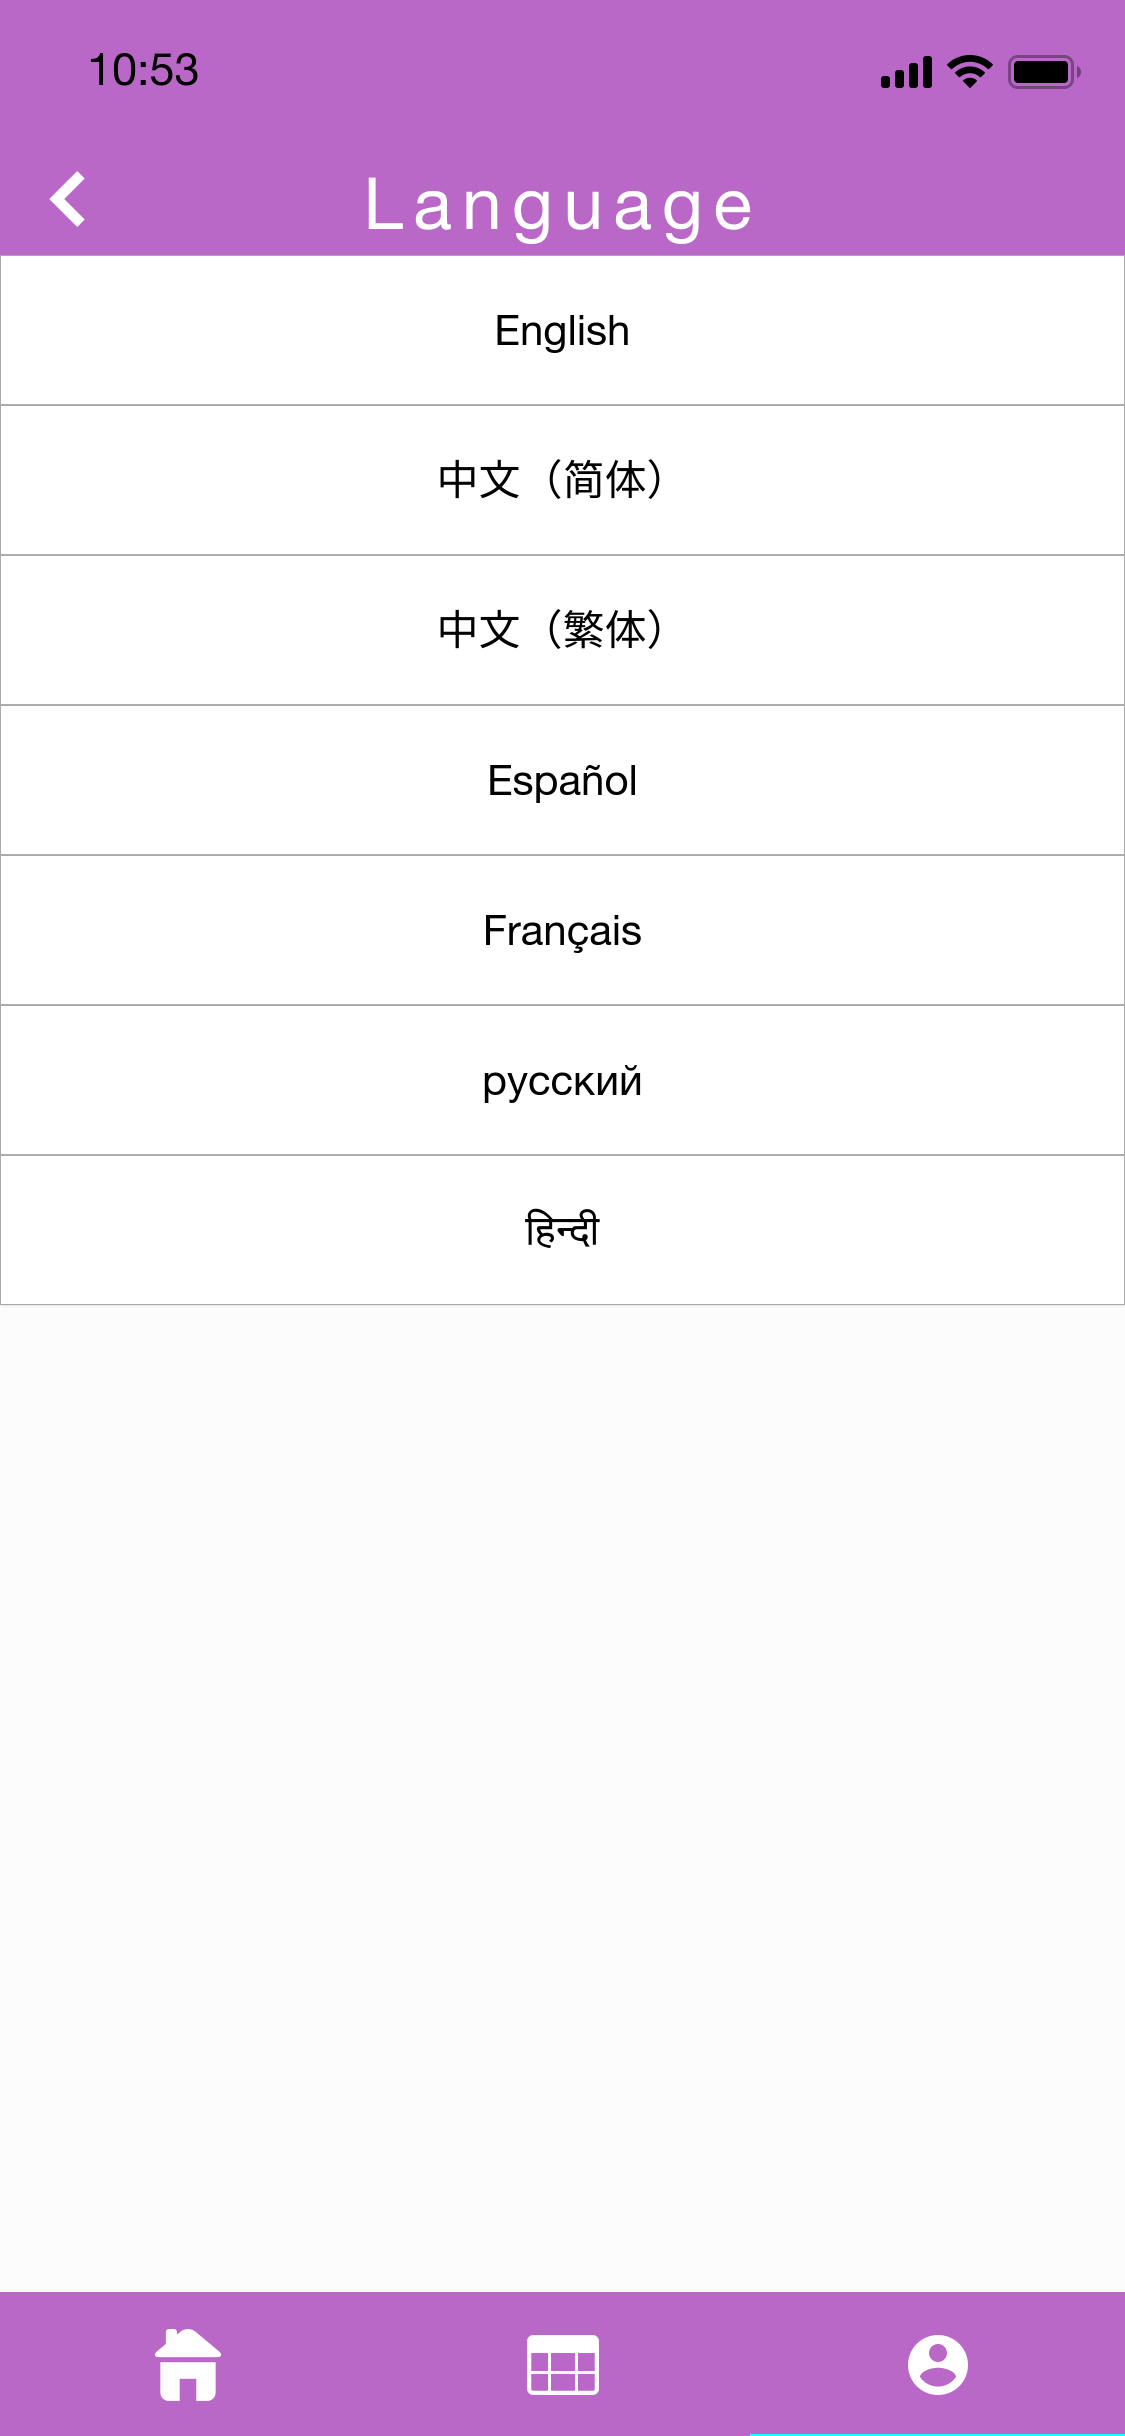 10:53
Language
English
中文（简体）
中文（繁体）
Español
Français
русский
हिन्दी